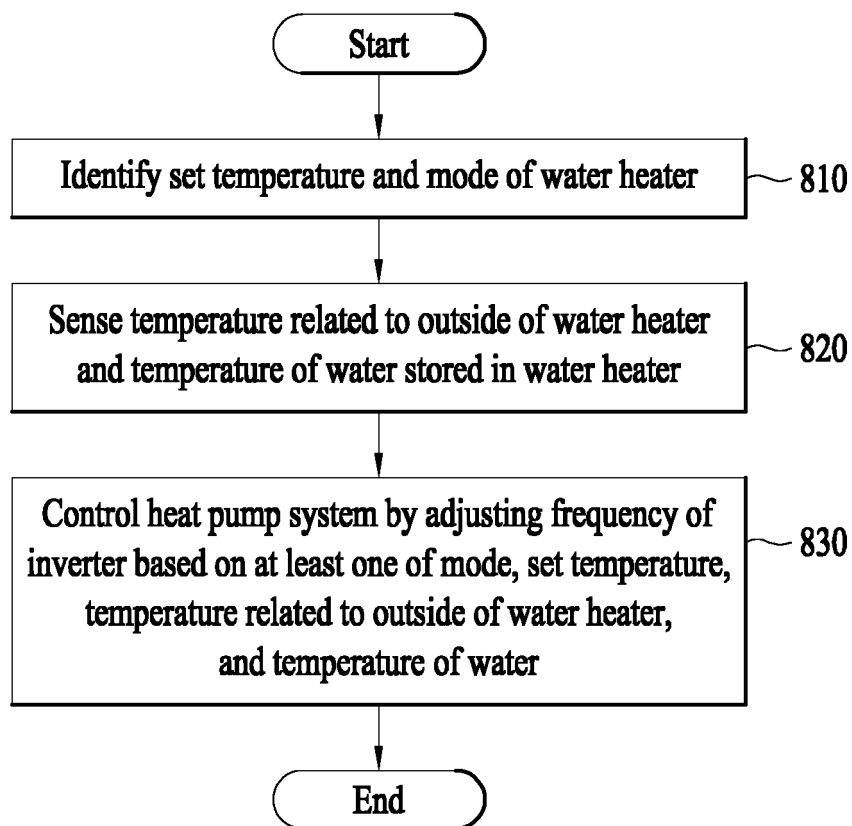 Start
Identify set temperature and mode of water heater
810
Sense temperature related to outside of water heater
and temperature of water stored in water heater
820
Control heat pump system by adjusting frequency of
inverter based on at least one of mode, set temperature,
temperature related to outside of water heater,
and temperature of water
830
End